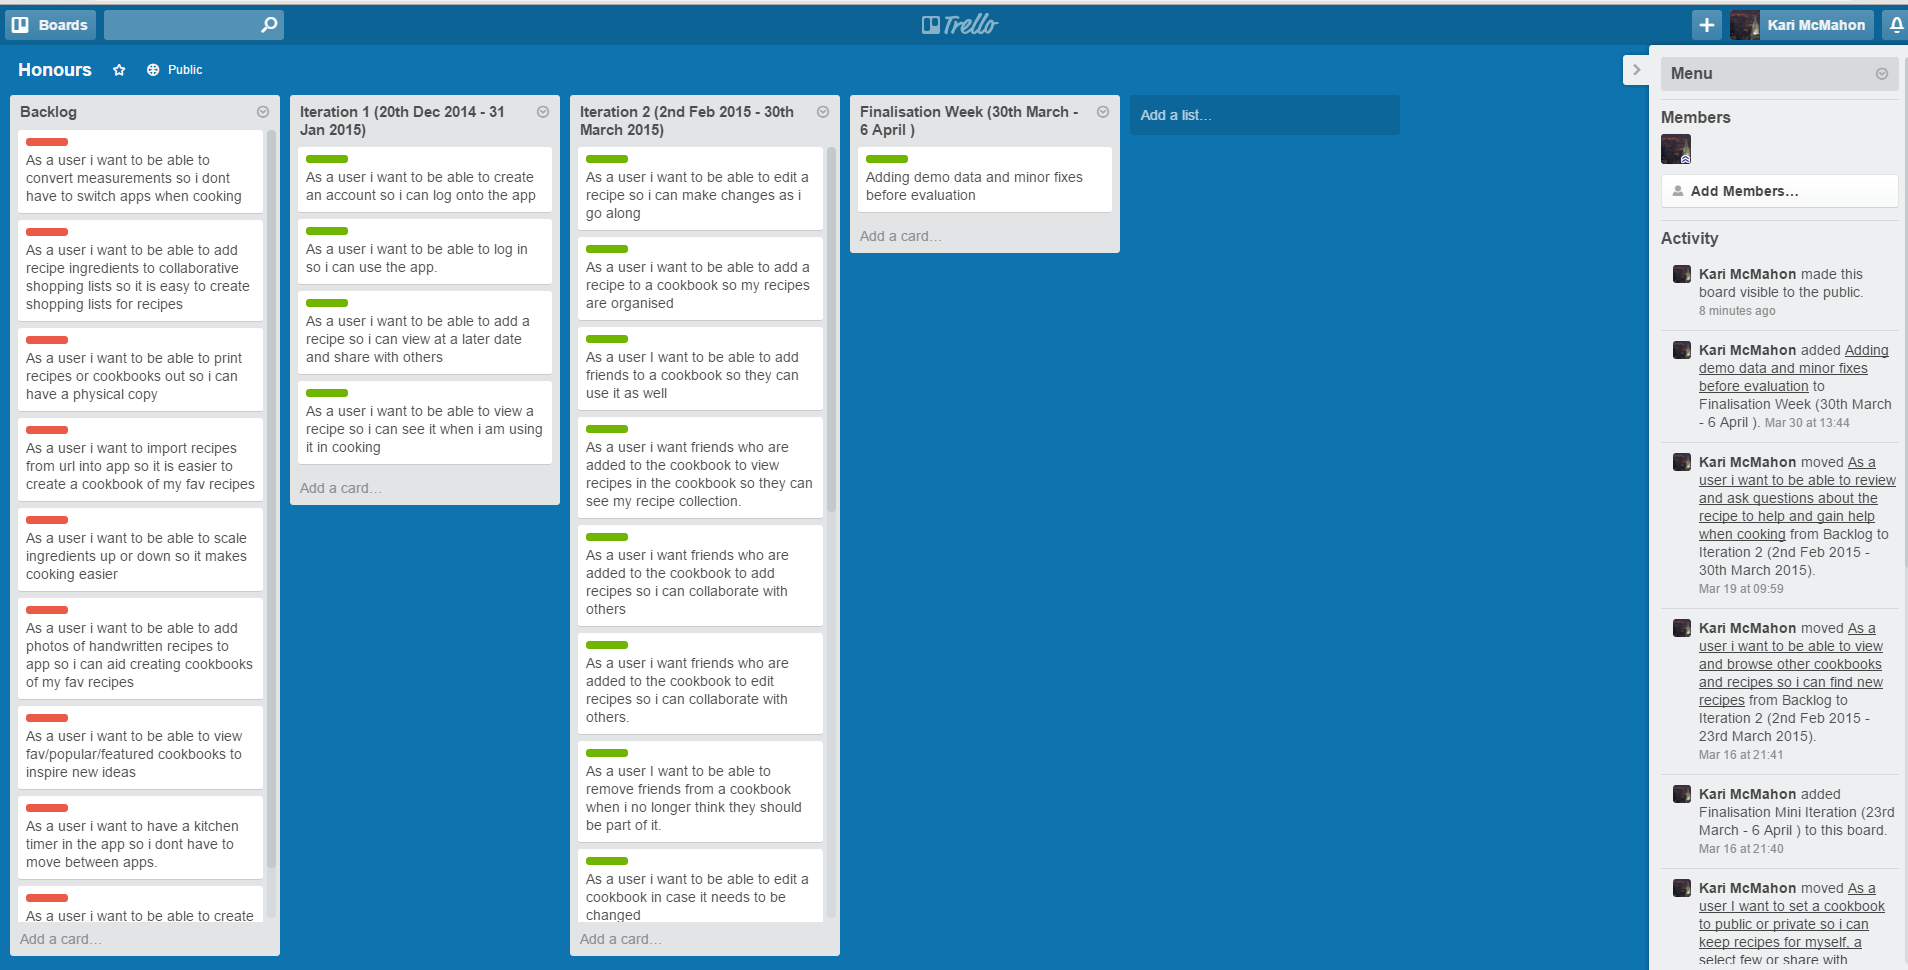 Boards
Trello
Kari McMahon
Honours
Public
Backlog
As a user i want to be able to
convert measurements so i dont
have to switch apps when cooking
As a user i want to be able to add
recipe ingredients to collaborative
shopping lists so it is easy to create
shopping lists for recipes
As a user i want to be able to print
recipes or cookbooks out so i can
have a physical copy
As a user i want to import recipes
from url into app so it is easier to
create a cookbook of my fav recipes
As a user i want to be able to scale
ingredients up or down so it makes
cooking easier
As a user i want to be able to add
photos of handwritten recipes to
app so i can aid creating cookbooks
of my fav recipes
As a user i want to be able to view
fav/popular/featured cookbooks to
inspire new ideas
As a user i want to have a kitchen
timer in the app so i dont have to
move between apps.
As a user i want to be able to create
Add a card…
Iteration 1 (20th Dec 2014 - 31
Jan 2015)
As a user i want to be able to create
an account so i can log onto the app
As a user i want to be able to log in
so i can use the app.
As a user i want to be able to add a
recipe so i can view at a later date
and share with others
As a user i want to be able to view a
recipe so i can see it when i am using
it in cooking
Add a card…
Iteration 2 (2nd Feb 2015 - 30th
March 2015)
As a user i want to be able to edit a
recipe so i can make changes as i
go along
As a user i want to be able to add a
recipe to a cookbook so my recipes
are organised
As a user I want to be able to add
friends to a cookbook so they can
use it as well
As a user i want friends who are
added to the cookbook to view
recipes in the cookbook so they can
see my recipe collection.
As a user i want friends who are
added to the cookbook to add
recipes so i can collaborate with
others
As a user i want friends who are
added to the cookbook to edit
recipes so i can collaborate with
others.
As a user I want to be able to
remove friends from a cookbook
when i no longer think they should
be part of it.
As a user i want to be able to edit a
cookbook in case it needs to be
changed
Add a card…
Finalisation Week (30th March -
6 April )
Adding demo data and minor fixes
before evaluation
Add a card…
Add a list…
Menu
Members
Add Members…
Activity
Kari McMahon made this
board visible to the public.
8 minutes ago
Kari McMahon added Adding
demo data and minor fixes
before evaluation to
Finalisation Week (30th March
- 6 April ). Mar 30 at 13:44
Kari McMahon moved As a
user i want to be able to review
and ask questions about the
recipe to help and gain help
when cooking from Backlog to
Iteration 2 (2nd Feb 2015 -
30th March 2015).
Mar 19 at 09:59
Kari McMahon moved As a
user i want to be able to view
and browse other cookbooks
and recipes so i can find new
recipes from Backlog to
Iteration 2 (2nd Feb 2015 -
23rd March 2015).
Mar 16 at 21:41
Kari McMahon added
Finalisation Mini Iteration (23rd
March - 6 April ) to this board.
Mar 16 at 21:40
Kari McMahon moved As a
user I want to set a cookbook
to public or private so i can
keep recipes for myself, a
select few or share with